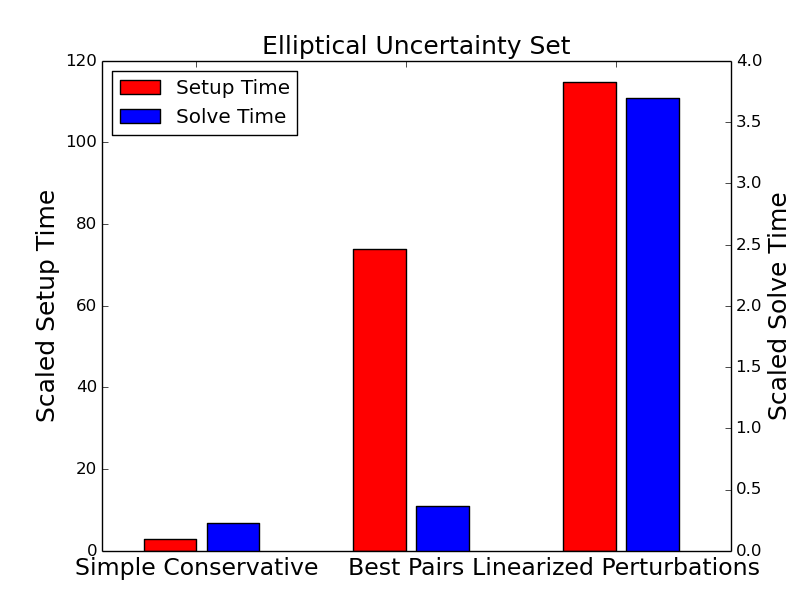 Elliptical Uncertainty Set
Setup Time
Solve Time
Scaled Setup Time
120
100
80
60
40
20
0
4.0
3.5
3.0
2.5
2.0
1.5
1.0
0.5
0.0
Scaled Solve Time
Simple Conservative
Best Pairs
Linearized Perturbations